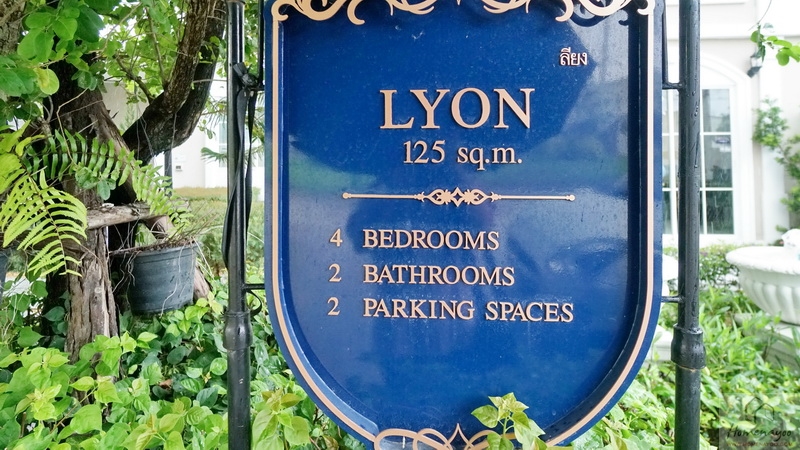 ลียง
LYON
125 sq.m.
4 BEDROOMS
2 BATHROOMS
2 PARKING SPACES